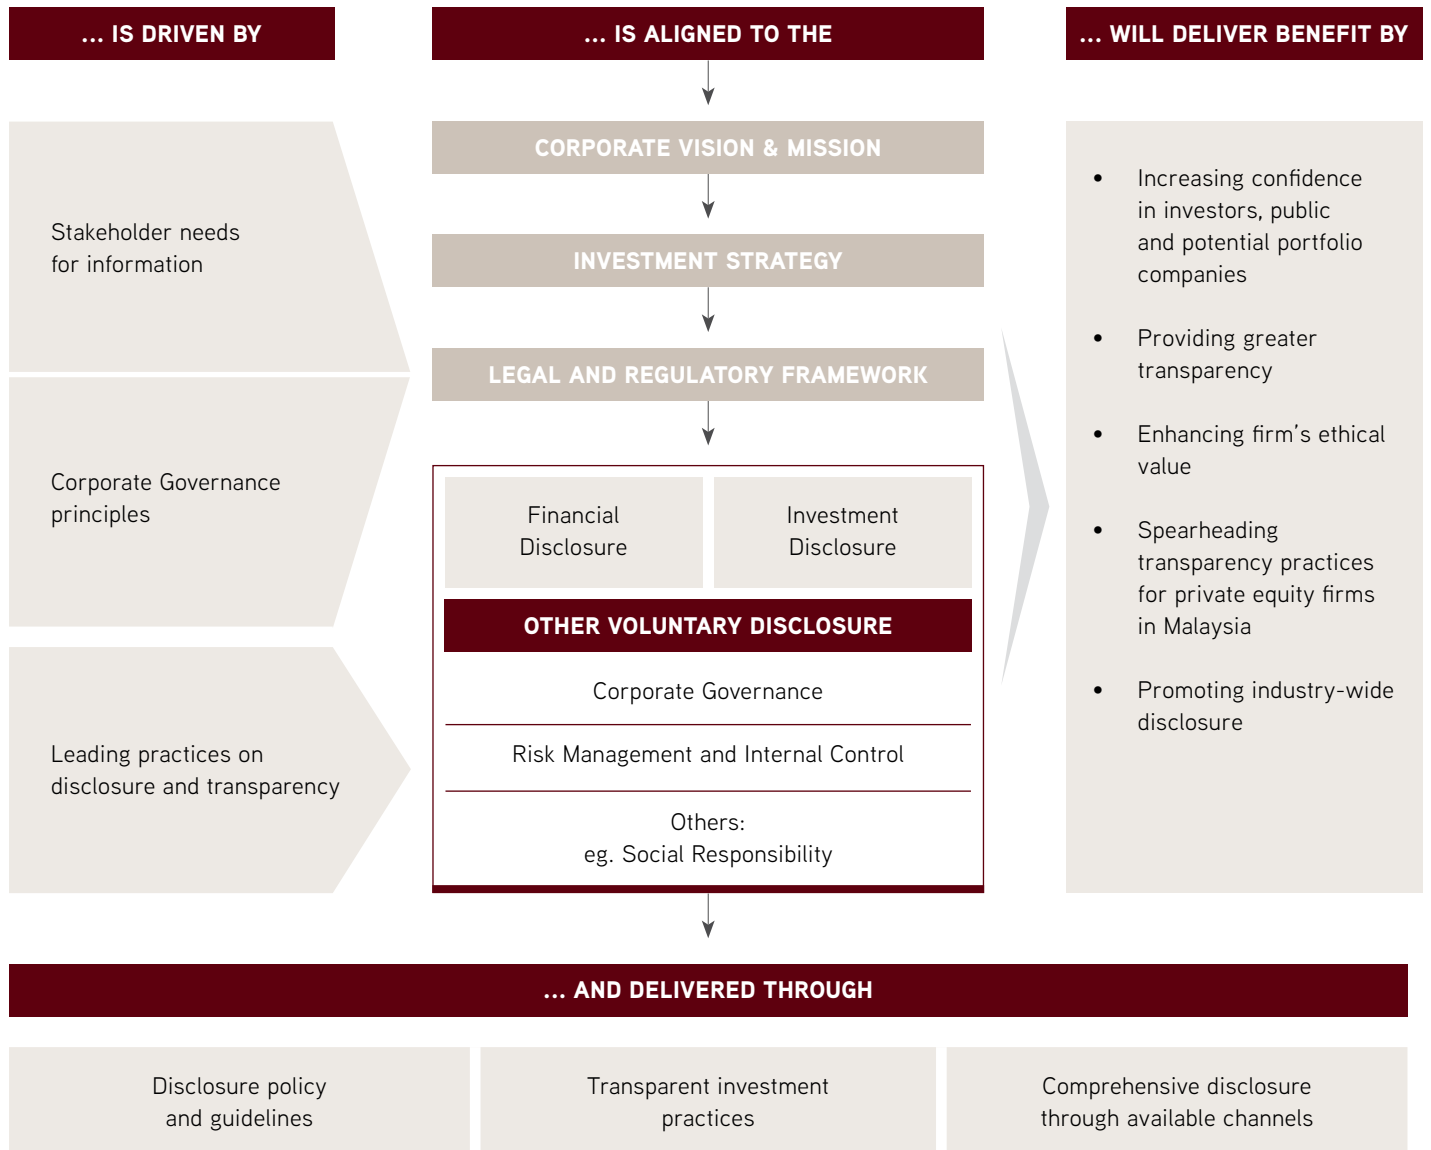 ... IS DRIVEN BY
Stakeholder needs
for information
Corporate Governance
principles
Leading practices on
disclosure and transparency
... IS ALIGNED TO THE
CORPORATE VISION & MISSION
INVESTMENT STRATEGY
LEGAL AND REGULATORY FRAMEWORK
Financial
Disclosure
Investment
Disclosure
OTHER VOLUNTARY DISCLOSURE
Corporate Governance
Risk Management and Internal Control
Others:
eg. Social Responsibility
... WILL DELIVER BENEFIT BY
• Increasing confidence
in investors, public
and potential portfolio
companies
• Providing greater
transparency
• Enhancing firm's ethical
value
• Spearheading
transparency practices
for private equity firms
in Malaysia
• Promoting industry-wide
disclosure
... AND DELIVERED THROUGH
Disclosure policy
and guidelines
Transparent investment
practices
Comprehensive disclosure
through available channels